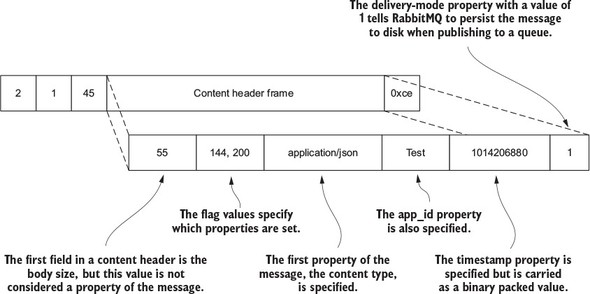 The delivery-mode property with a value of
1 tells RabbitMQ to persist the message
to disk when publishing to a queue.
2 1 45 Content header frame 0xce
55 144, 200 application/json Test 1014206880 1
The flag values specify
which properties are set.
The app_id property
is also specified.
The first field in a content header is the
body size, but this value is not
considered a property of the message.
The first property of the
message, the content type,
is specified.
The timestamp property is
specified but is carried
as a binary packed value.